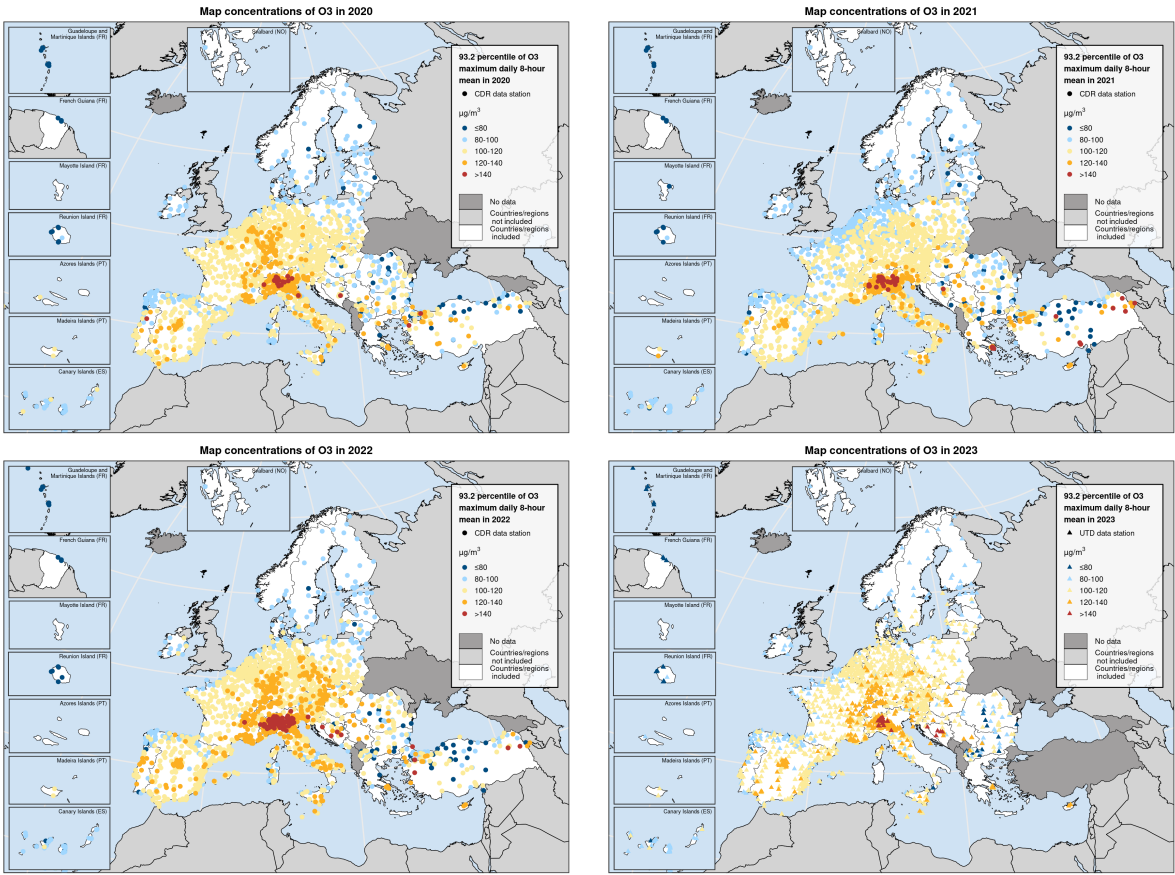 Map concentrations of O3 in 2020
Guadeloupe and
Martinique Islands (FR)
Svalbard (NO)
French Guiana (FR)
Mayotte Island (FR)
Reunion Island (FR)
Azores Islands (PT)
Madeira Islands (PT)
Canary Islands (ES)
93.2 percentile of O3
maximum daily 8-hour
mean in 2020
CDR data station
µg/m³
≤80
80-100
100-120
120-140
>140
No data
Countries/regions
not included
Countries/regions
included
Map concentrations of O3 in 2021
Guadeloupe and
Martinique Islands (FR)
Svalbard (NO)
French Guiana (FR)
Mayotte Island (FR)
Reunion Island (FR)
Azores Islands (PT)
Madeira Islands (PT)
Canary Islands (ES)
93.2 percentile of O3
maximum daily 8-hour
mean in 2021
CDR data station
µg/m³
≤80
80-100
100-120
120-140
>140
No data
Countries/regions
not included
Countries/regions
included
Map concentrations of O3 in 2022
Guadeloupe and
Martinique Islands (FR)
Svalbard (NO)
French Guiana (FR)
Mayotte Island (FR)
Reunion Island (FR)
Azores Islands (PT)
Madeira Islands (PT)
Canary Islands (ES)
93.2 percentile of O3
maximum daily 8-hour
mean in 2022
CDR data station
µg/m³
≤80
80-100
100-120
120-140
>140
No data
Countries/regions
not included
Countries/regions
included
Map concentrations of O3 in 2023
Guadeloupe and
Martinique Islands (FR)
Svalbard (NO)
French Guiana (FR)
Mayotte Island (FR)
Reunion Island (FR)
Azores Islands (PT)
Madeira Islands (PT)
Canary Islands (ES)
93.2 percentile of O3
maximum daily 8-hour
mean in 2023
UTD data station
µg/m³
≤80
80-100
100-120
120-140
>140
No data
Countries/regions
not included
Countries/regions
included